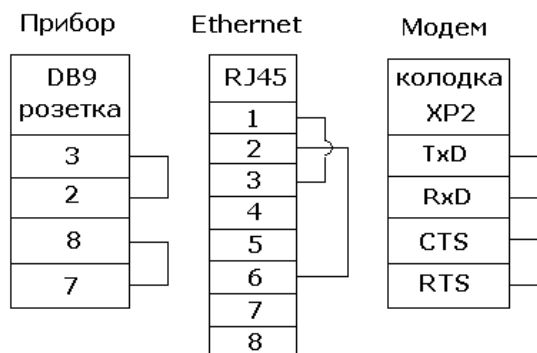 Прибор
DB9
розетка
3
2
8
7
Ethernet
RJ45
1
2
3
4
5
6
7
8
Модем
колодка
XP2
TxD
RxD
CTS
RTS